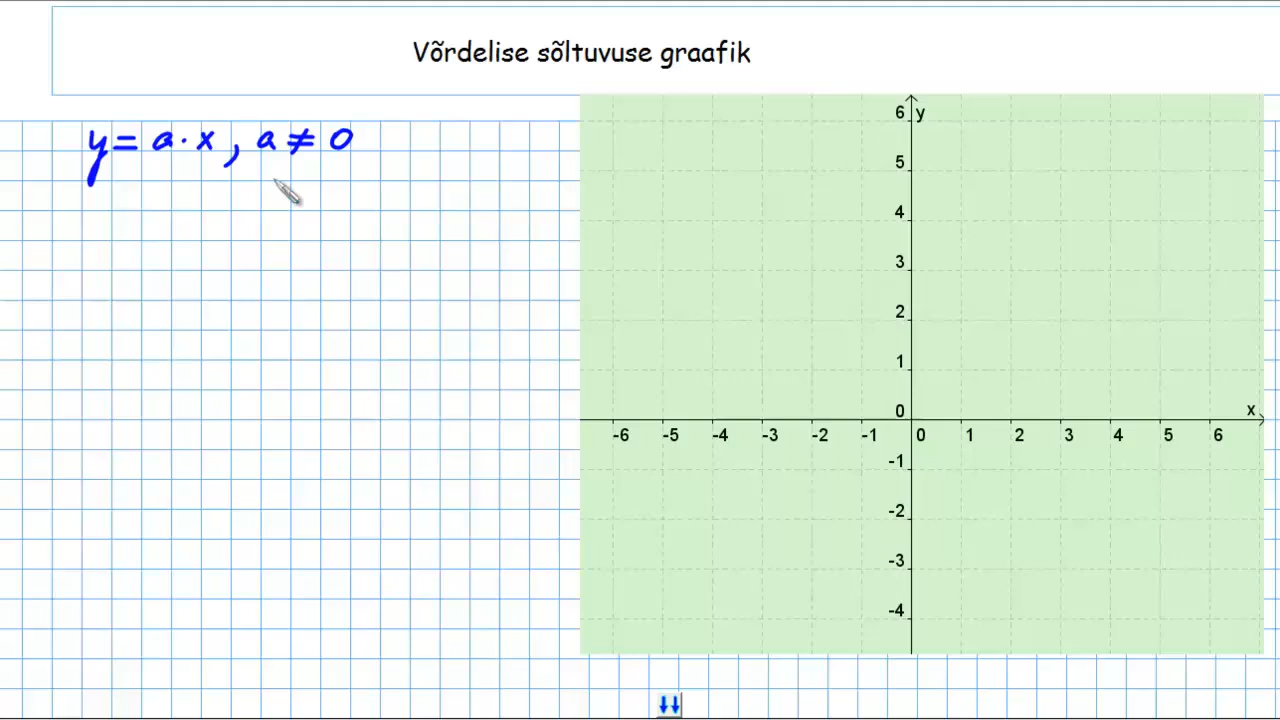 Võrdelise sõltuvuse graafik
y = a · x , a ≠ 0
6 y
5
4
3
2
1
0 x
-6 -5 -4 -3 -2 -1 0 1 2 3 4 5 6
-1
-2
-3
-4